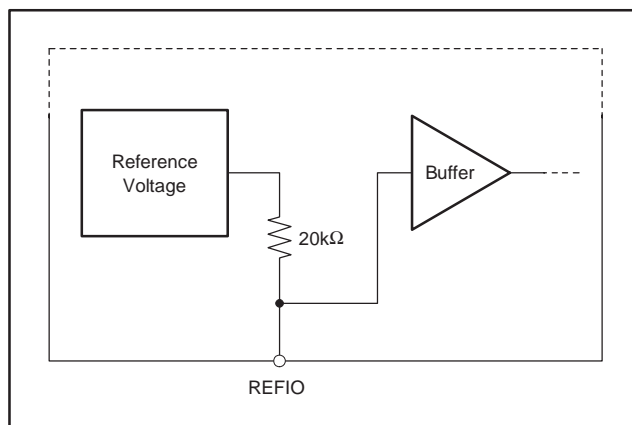 Reference
Voltage
Buffer
20kΩ
REFIO